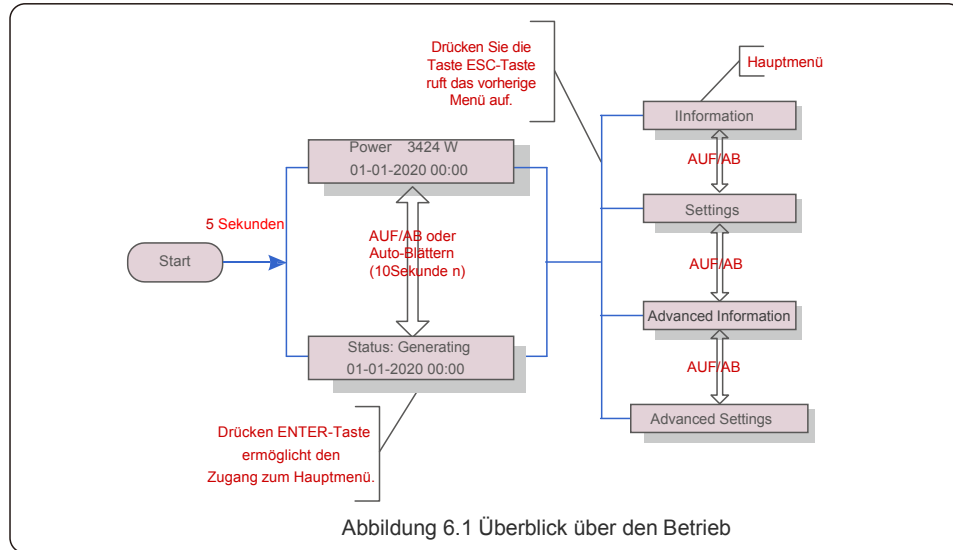 Drücken Sie die
Taste ESC-Taste
ruft das vorherige
Menü auf.
Hauptmenü
IInformation
Power 3424 W
01-01-2020 00:00
AUF/AB
Settings
5 Sekunden
AUF/AB oder
Auto-Blättern
(10Sekunde n)
Start
AUF/AB
Advanced Information
Status: Generating
01-01-2020 00:00
AUF/AB
Advanced Settings
Drücken ENTER-Taste
ermöglicht den
Zugang zum Hauptmenü.
Abbildung 6.1 Überblick über den Betrieb